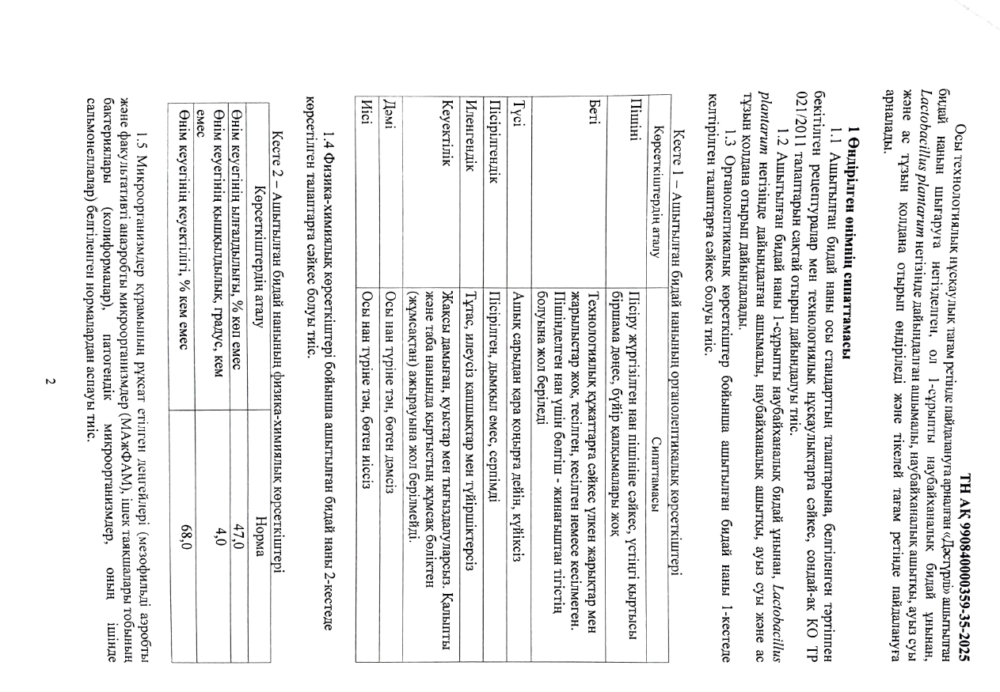 ТН АҚ 990840000359-35-2025
Осы технологиялық нұсқаулық тағам ретінде пайдалануға арналған «Дәстүрлі» ашытылған
бидай нанын шығаруға негізделген, ол 1-сұрыпты наубайханалық бидай ұнынан,
Lactobacillus plantarum негізінде дайындалған ашымалы, наубайханалық ашытқы, ауыз суы
және ас тұзын қолдана отырып өндіріледі және тікелей тағам ретінде пайдалануға
арналады.
1 Өндірілген өнімнің сипаттамасы
1.1 Ашытылған бидай наны осы стандарттың талаптарына, белгіленген тәртіппен
бекітілген рецептуралар мен технологиялық нұсқаулықтарға сәйкес, сондай-ақ КО ТР
021/2011 талаптарын сақтай отырып дайындалуы тиіс.
1.2 Ашытылған бидай наны 1-сұрыпты наубайханалық бидай ұнынан, Lactobacillus
plantarum негізінде дайындалған ашымалы, наубайханалық ашытқы, ауыз суы және ас
тұзын қолдана отырып дайындалады.
1.3 Органолептикалық көрсеткіштер бойынша ашытылған бидай наны 1-кестеде
келтірілген талаптарға сәйкес болуы тиіс.
Кесте 1 – Ашытылған бидай нанының органолептикалық көрсеткіштері
Көрсеткіштердің аталу Сипаттамасы
Пішіні Пісіру жүргізілген нан пішініне сәйкес, үстіңгі қыртысы
біршама дөңес, бүйір қалқымалары жоқ
Беті Технологиялық құжаттарға сәйкес үлкен жарықтар мен
жарылыстар жоқ, тесілген, кесілген немесе кесілмеген.
Пішінделген нан үшін бөлгіш - жинағыштан тігістің
болуына жол беріледі
Түсі Ашық сарыдан қара қоңырға дейін, күйіксіз
Пісірілгендік Пісірілген, дымқыл емес, серпімді
Иленгендік Тұтас, илеусіз қапшықтар мен түйіршіктерсіз
Кеуектілік Жақсы дамыған, қуыстар мен тығыздалуларсыз. Қалыпты
және таба нанында қыртыстың жұмсақ бөліктен
(жұмсақтан) ажырауына жол берілмейді.
Дәмі Осы нан түріне тән, бөтен дәмсіз
Иісі Осы нан түріне тән, бөтен иіссіз
1.4 Физика-химиялық көрсеткіштері бойынша ашытылған бидай наны 2-кестеде
көрсетілген талаптарға сәйкес болуы тиіс.
Кесте 2 – Ашытылған бидай нанының физика-химиялық көрсеткіштері
Көрсеткіштердің аталу Норма
Өнім кеуегінің ылғалдылығы, % көп емес 47,0
Өнім кеуегінің қышқылдылық, градус, кем 4,0
емес
Өнім кеуегінің кеуектілігі, % кем емес 68,0
1.5 Микроорганизмдер құрамының рұқсат етілген деңгейлері (мезофильді аэробты
және факультативті анаэробты микроорганизмдер (МАжФАМ), ішек таяқшалары тобының
бактериялары (колиформалар), патогендік микроорганизмдер, оның ішінде
сальмонеллалар) белгіленген нормалардан аспауы тиіс.
2